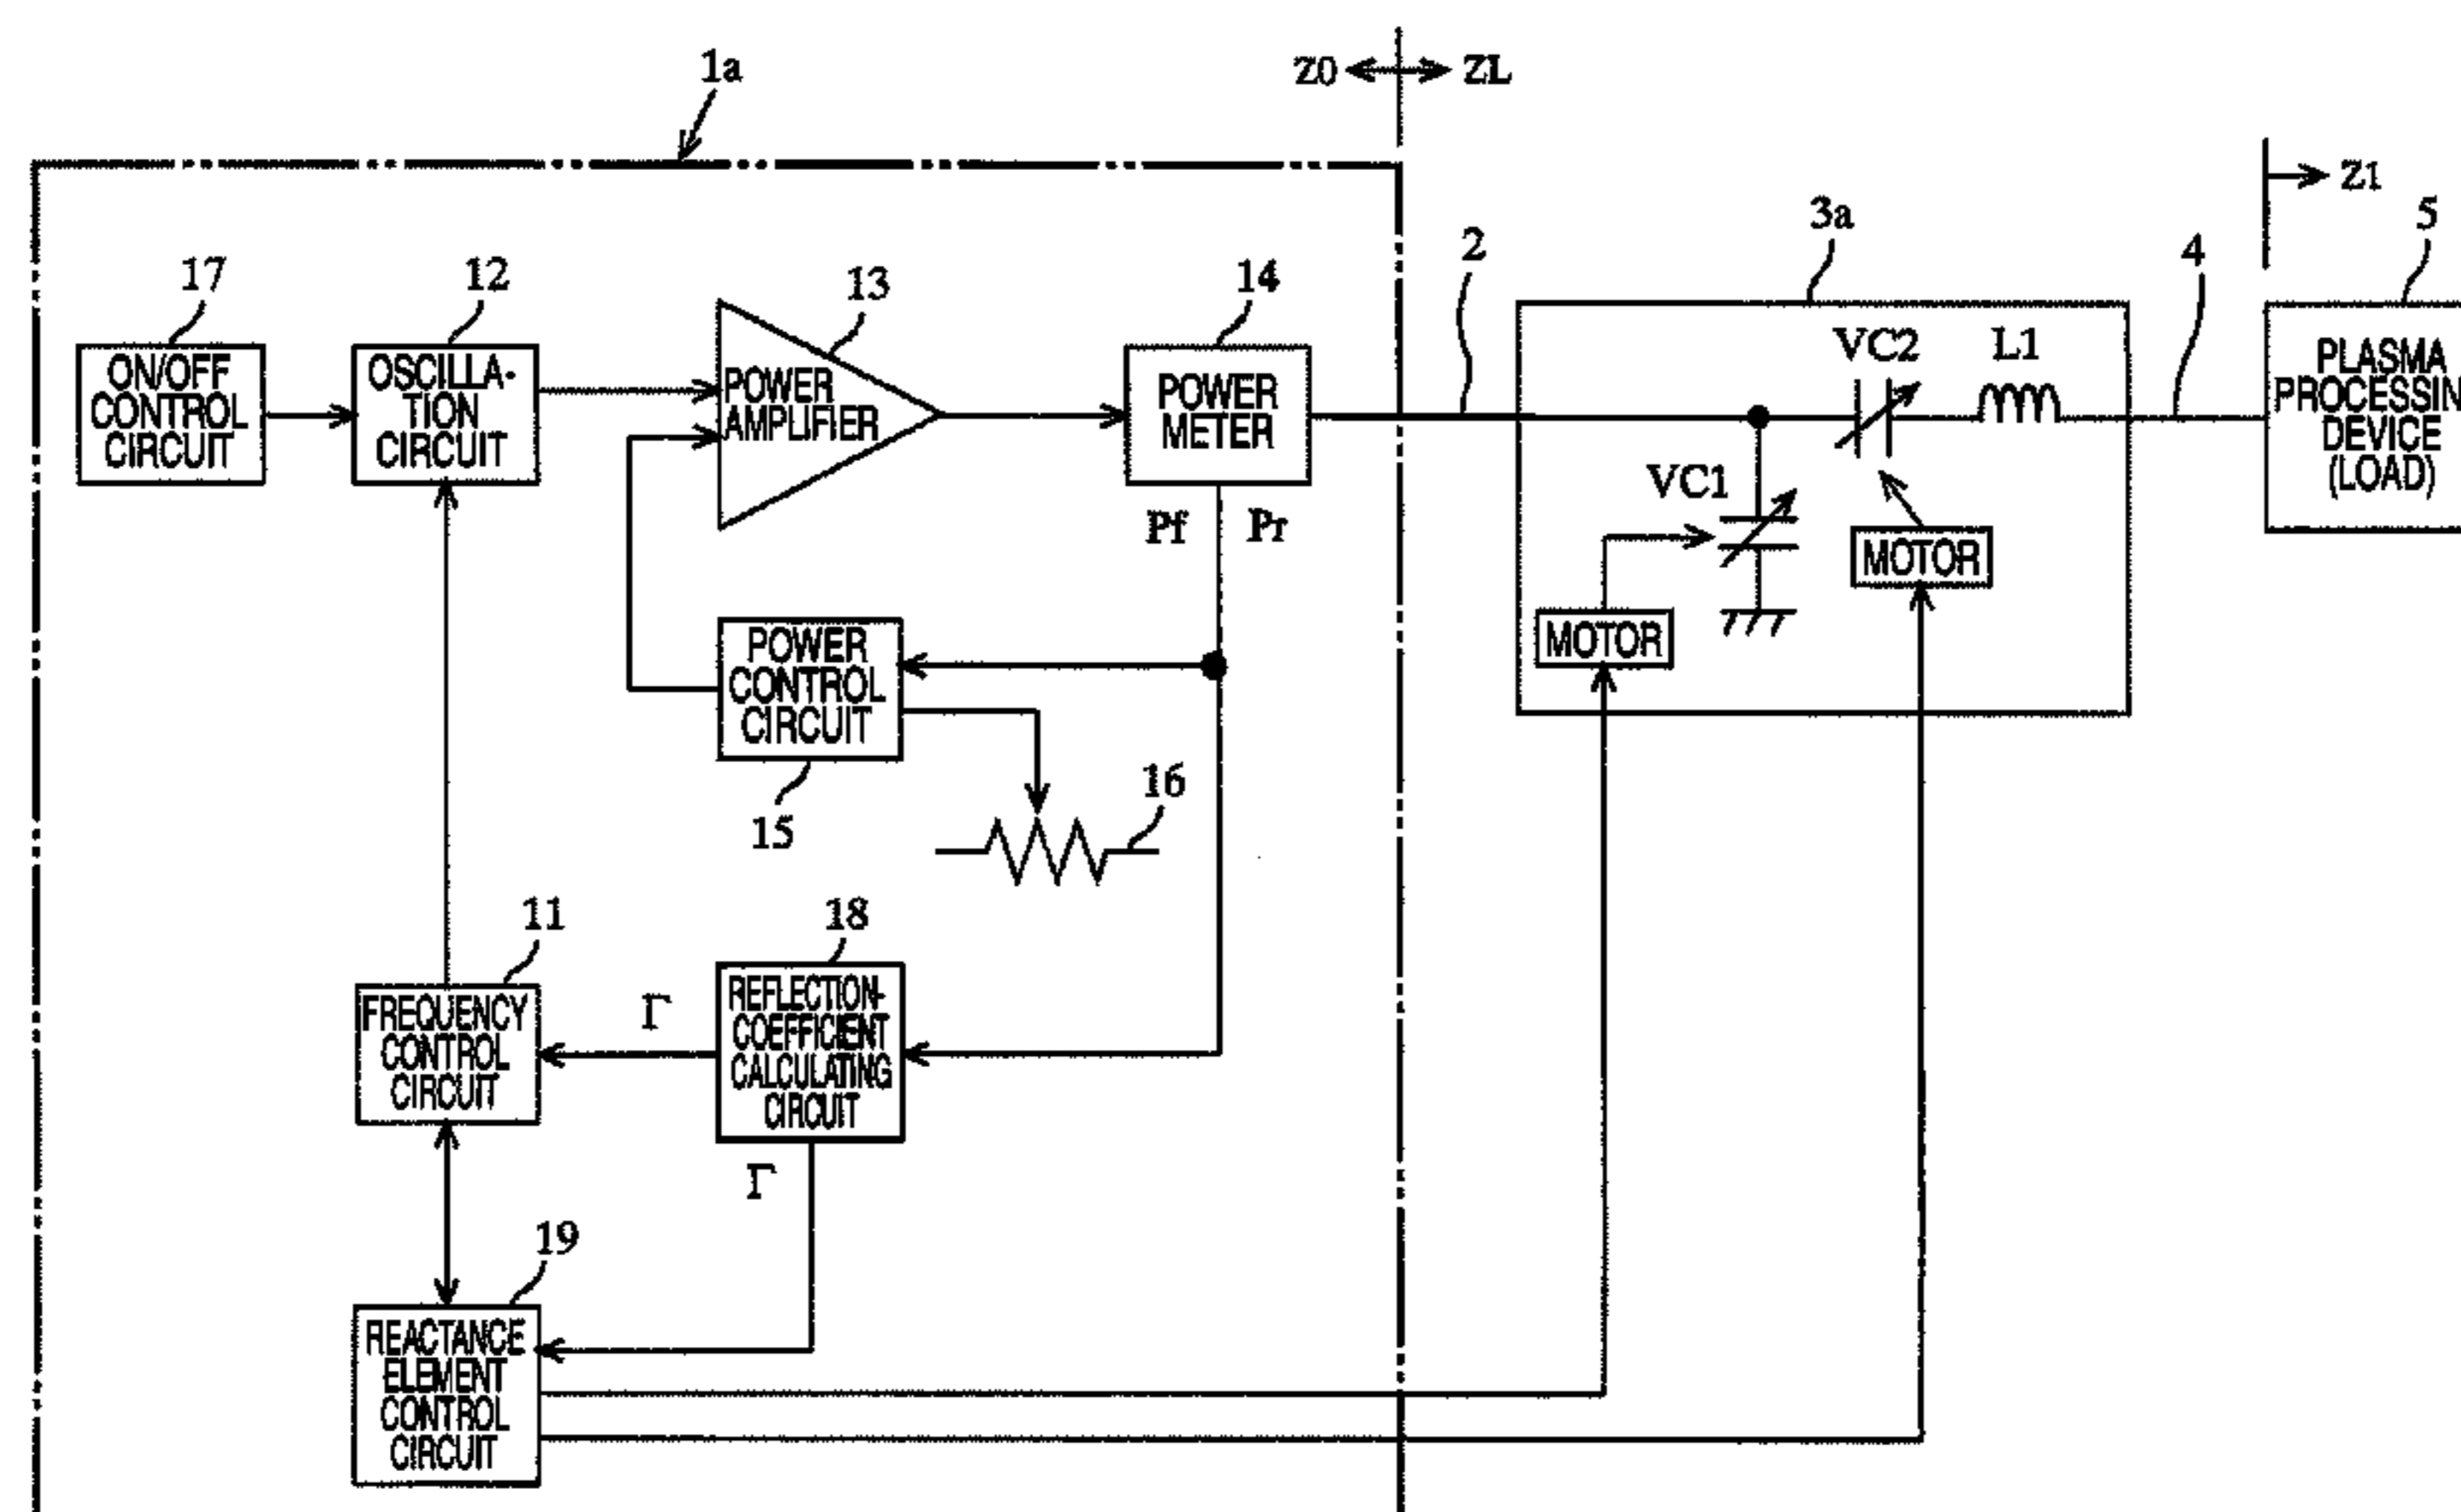 1a
Z0
ZL
Z1
17
12
13
14
2
3a
4
5
ON/OFF
CONTROL
CIRCUIT
OSCILLA-
TION
CIRCUIT
POWER
AMPLIFIER
POWER
METER
VC2
L1
PLASMA
PROCESSIN
DEVICE
(LOAD)
Pf
Pr
VC1
MOTOR
MOTOR
POWER
CONTROL
CIRCUIT
15
16
11
18
FREQUENCY
CONTROL
CIRCUIT
Γ
REFLECTION-
COEFFICIENT
CALCULATING
CIRCUIT
Γ
19
REACTANCE
ELEMENT
CONTROL
CIRCUIT